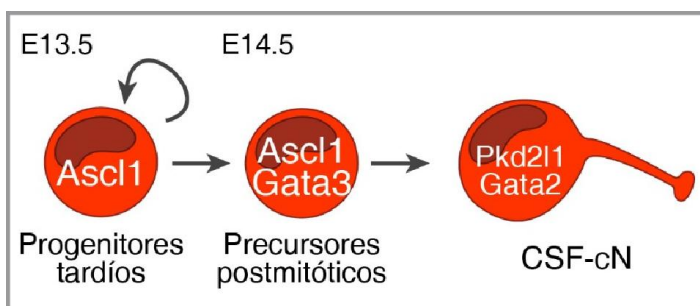 E13.5
E14.5
Ascl1
Ascl1
Gata3
Pkd2l1
Gata2
Progenitores
tardíos
Precursores
postmitóticos
CSF-cN